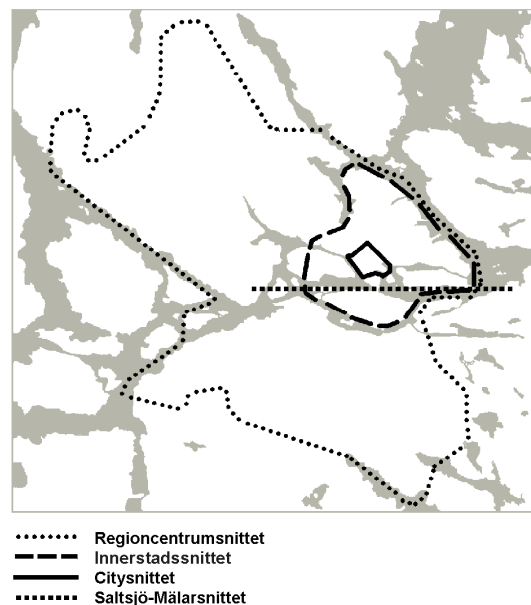 Regioncentrumsnittet
Innerstadssnittet
Citysnittet
Saltsjö-Mälarsnittet